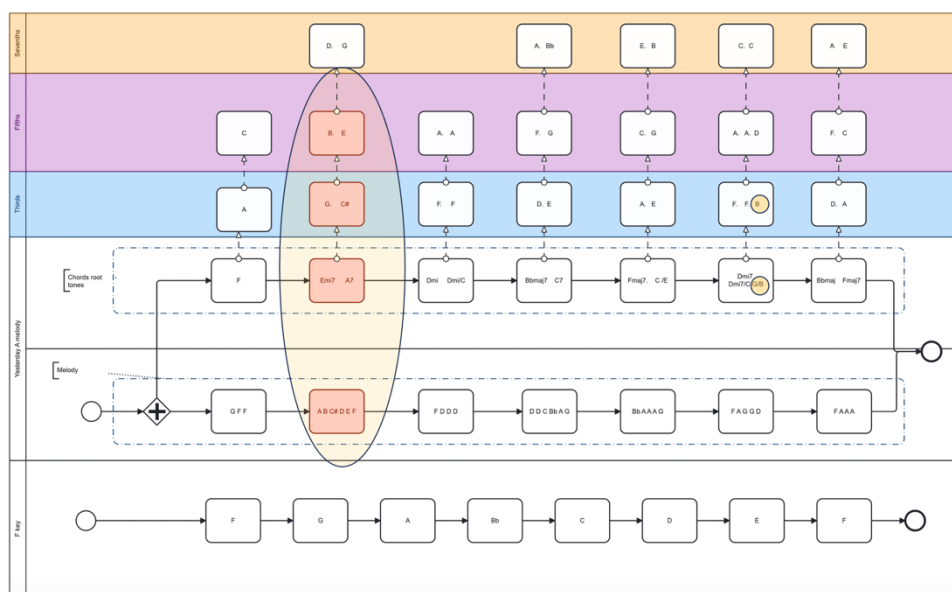 Sevenths
D. G
A. Bb
E. B
C. C
A E
Fifths
C
B. E
A. A
F. G
C. G
A. A. D
F. C
Thirds
A
G. C#
F. F
D. E
A. E
F. F. B
D. A
Yesterday A melody
Chords root
tones
F
Emi7 A7
Dmi Dmi/C
Bbmaj7 C7
Fmaj7. C /E
Dmi7
Dmi7/C G/B
Bbmaj Fmaj7
Melody
G F F
A B C# D E F
F D D D
D D C Bb A G
Bb A A A G
F A G G D
F A A A
F key
F
G
A
Bb
C
D
E
F